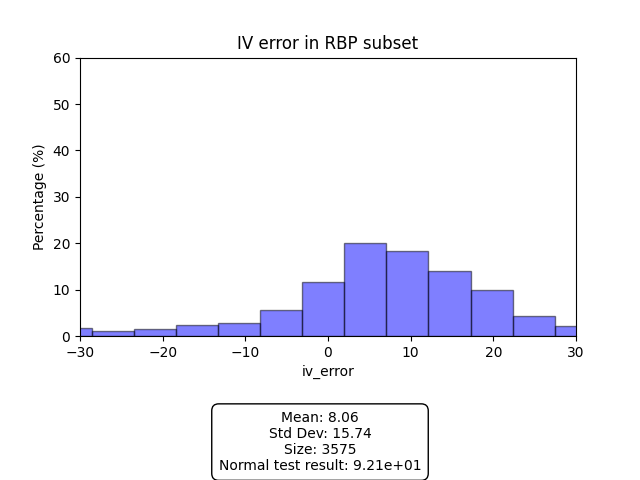 IV error in RBP subset
60
50
40
30
20
10
0
Percentage (%)
−30 −20 −10 0 10 20 30
iv_error
Mean: 8.06
Std Dev: 15.74
Size: 3575
Normal test result: 9.21e+01